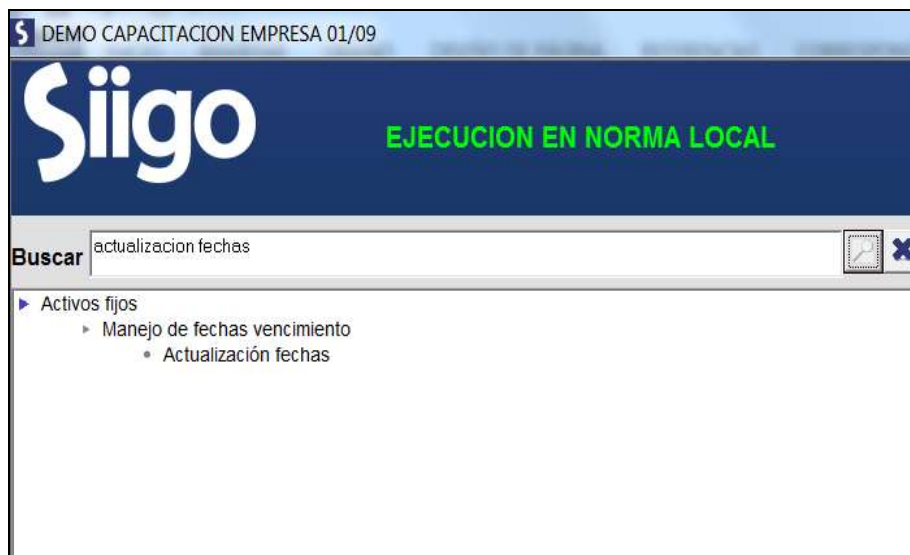 DEMO CAPACITACION EMPRESA 01/09
Siigo
EJECUCION EN NORMA LOCAL
Buscar actualizacion fechas
Activos fijos
Manejo de fechas vencimiento
Actualización fechas